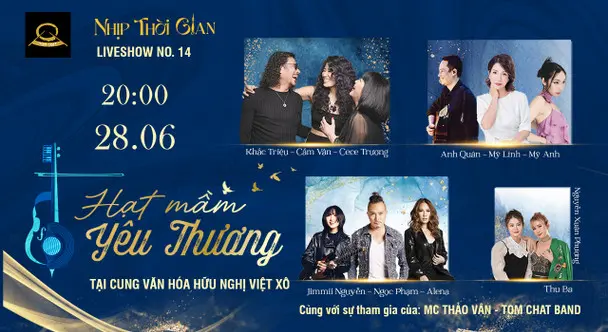 NHỊP THỜI GIAN
LIVESHOW NO. 14
20:00
28.06
Hạt mầm
Yêu Thương
TẠI CUNG VĂN HÓA HỮU NGHỊ VIỆT XÔ
Khắc Triệu – Cẩm Vân – Cece Trương
Anh Quân – Mỹ Linh – Mỹ Anh
Jimmii Nguyễn – Ngọc Phạm – Alena
Nguyễn Xuân Phương
Thu Ba
Cùng với sự tham gia của: MC THẢO VÂN - TOM CHAT BAND